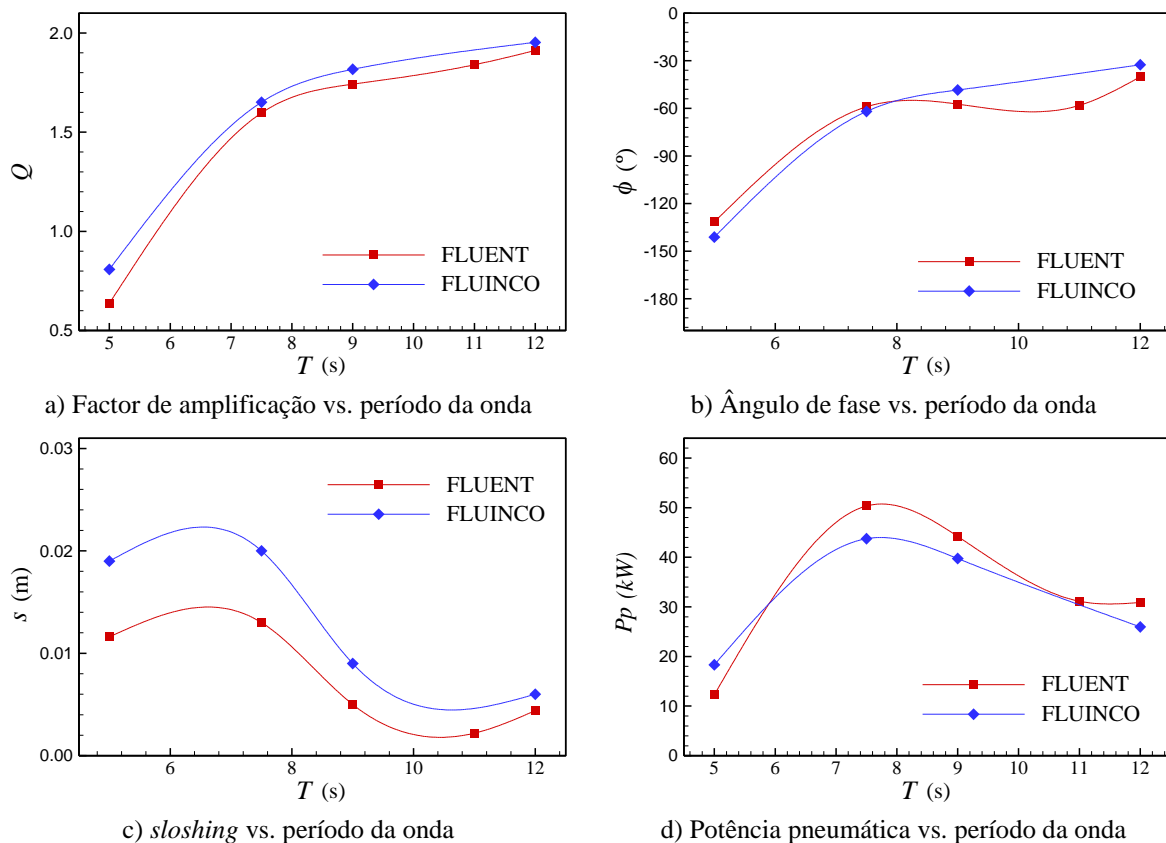 2.0
1.5
1.0
0.5
Q
5 6 7 8 9 10 11 12
T (s)
FLUENT
FLUINCO
a) Factor de amplificação vs. período da onda
0
-30
-60
-90
-120
-150
-180
ϕ (º)
6 8 10 12
T (s)
FLUENT
FLUINCO
b) Ângulo de fase vs. período da onda
0.03
0.02
0.01
0.00
s (m)
6 8 10 12
T (s)
FLUENT
FLUINCO
c) sloshing vs. período da onda
60
50
40
30
20
10
0
Pp (kW)
5 6 7 8 9 10 11 12
T (s)
FLUENT
FLUINCO
d) Potência pneumática vs. período da onda